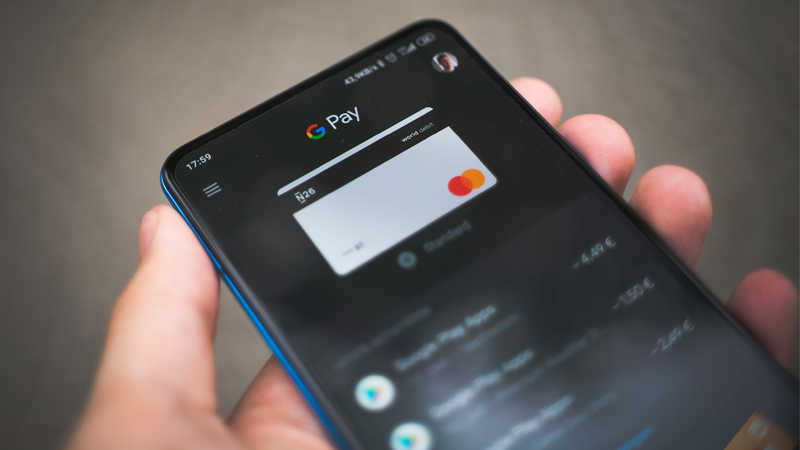 17:59
43,9KB/s
G Pay
N26
world debit
Standard
Google Play Apps
−4,49 €
Google Play Apps
−1,50 €
Google Play Apps
−2,49 €